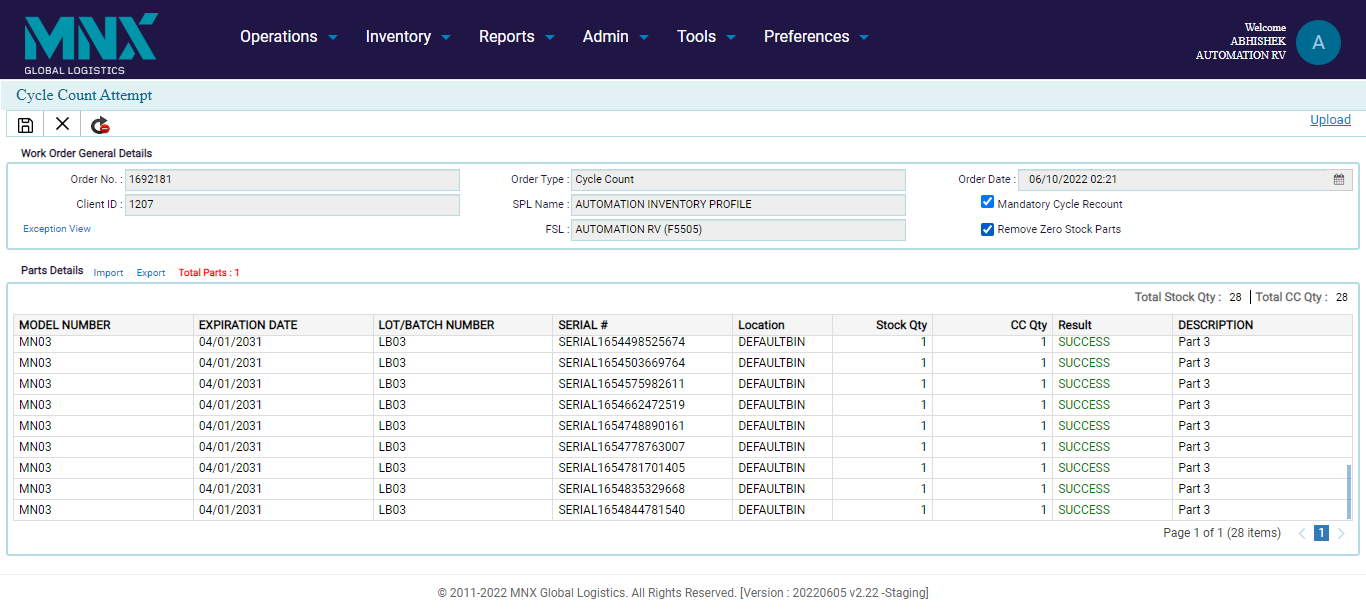 MNX
GLOBAL LOGISTICS
Operations Inventory Reports Admin Tools Preferences
Welcome
ABHISHEK
AUTOMATION RV
A
Cycle Count Attempt
Upload
Work Order General Details
Order No. : 1692181 Order Type : Cycle Count Order Date : 06/10/2022 02:21
Client ID : 1207 SPL Name : AUTOMATION INVENTORY PROFILE Mandatory Cycle Recount
Exception View FSL : AUTOMATION RV (F5505) Remove Zero Stock Parts
Parts Details Import Export Total Parts : 1
Total Stock Qty : 28 Total CC Qty : 28
MODEL NUMBER EXPIRATION DATE LOT/BATCH NUMBER SERIAL # Location Stock Qty CC Qty Result DESCRIPTION
MN03 04/01/2031 LB03 SERIAL1654498525674 DEFAULTBIN 1 1 SUCCESS Part 3
MN03 04/01/2031 LB03 SERIAL1654503669764 DEFAULTBIN 1 1 SUCCESS Part 3
MN03 04/01/2031 LB03 SERIAL1654575982611 DEFAULTBIN 1 1 SUCCESS Part 3
MN03 04/01/2031 LB03 SERIAL1654662472519 DEFAULTBIN 1 1 SUCCESS Part 3
MN03 04/01/2031 LB03 SERIAL1654748890161 DEFAULTBIN 1 1 SUCCESS Part 3
MN03 04/01/2031 LB03 SERIAL1654778763007 DEFAULTBIN 1 1 SUCCESS Part 3
MN03 04/01/2031 LB03 SERIAL1654781701405 DEFAULTBIN 1 1 SUCCESS Part 3
MN03 04/01/2031 LB03 SERIAL1654835329668 DEFAULTBIN 1 1 SUCCESS Part 3
MN03 04/01/2031 LB03 SERIAL1654844781540 DEFAULTBIN 1 1 SUCCESS Part 3
Page 1 of 1 (28 items) 1
© 2011-2022 MNX Global Logistics. All Rights Reserved. [Version : 20220605 v2.22 -Staging]